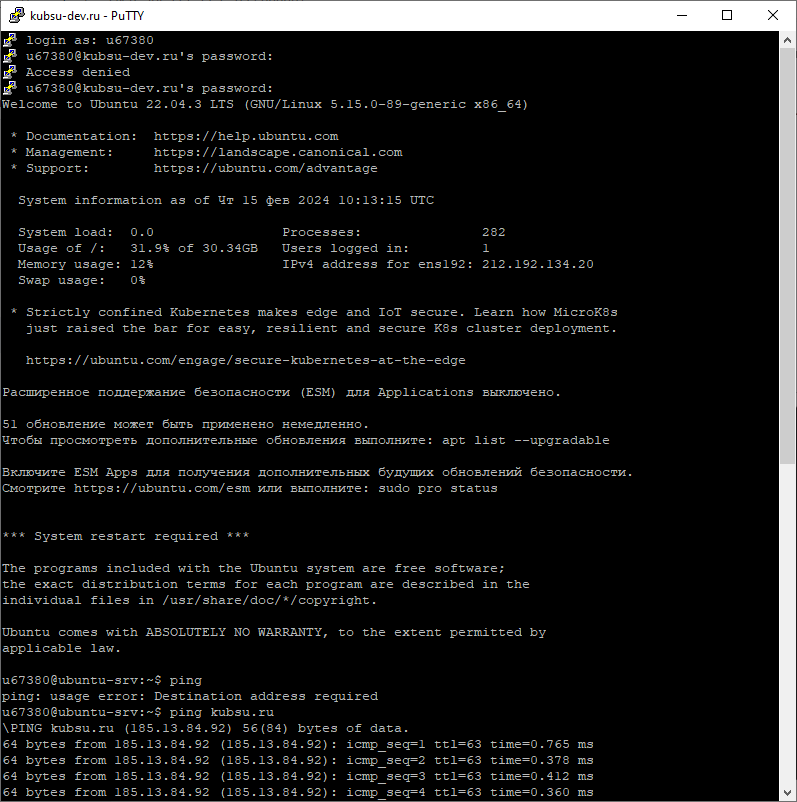 kubsu-dev.ru - PuTTY
login as: u67380
u67380@kubsu-dev.ru's password:
Access denied
u67380@kubsu-dev.ru's password:
Welcome to Ubuntu 22.04.3 LTS (GNU/Linux 5.15.0-89-generic x86_64)
* Documentation:  https://help.ubuntu.com
* Management:     https://landscape.canonical.com
* Support:        https://ubuntu.com/advantage
System information as of Чт 15 фев 2024 10:13:15 UTC
System load:  0.0                Processes:              282
Usage of /:   31.9% of 30.34GB   Users logged in:        1
Memory usage: 12%                IPv4 address for ens192: 212.192.134.20
Swap usage:   0%
* Strictly confined Kubernetes makes edge and IoT secure. Learn how MicroK8s
just raised the bar for easy, resilient and secure K8s cluster deployment.
https://ubuntu.com/engage/secure-kubernetes-at-the-edge
Расширенное поддержание безопасности (ESM) для Applications выключено.
51 обновление может быть применено немедленно.
Чтобы просмотреть дополнительные обновления выполните: apt list --upgradable
Включите ESM Apps для получения дополнительных будущих обновлений безопасности.
Смотрите https://ubuntu.com/esm или выполните: sudo pro status
*** System restart required ***
The programs included with the Ubuntu system are free software;
the exact distribution terms for each program are described in the
individual files in /usr/share/doc/*/copyright.
Ubuntu comes with ABSOLUTELY NO WARRANTY, to the extent permitted by
applicable law.
u67380@ubuntu-srv:~$ ping
ping: usage error: Destination address required
u67380@ubuntu-srv:~$ ping kubsu.ru
\PING kubsu.ru (185.13.84.92) 56(84) bytes of data.
64 bytes from 185.13.84.92 (185.13.84.92): icmp_seq=1 ttl=63 time=0.765 ms
64 bytes from 185.13.84.92 (185.13.84.92): icmp_seq=2 ttl=63 time=0.378 ms
64 bytes from 185.13.84.92 (185.13.84.92): icmp_seq=3 ttl=63 time=0.412 ms
64 bytes from 185.13.84.92 (185.13.84.92): icmp_seq=4 ttl=63 time=0.360 ms